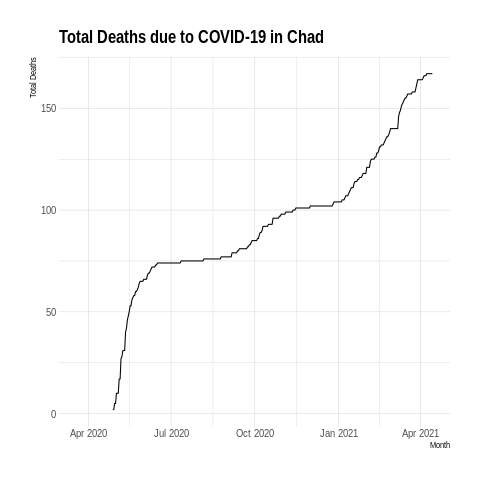 Total Deaths due to COVID-19 in Chad
Total Deaths
150
100
50
0
Apr 2020 Jul 2020 Oct 2020 Jan 2021 Apr 2021
Month